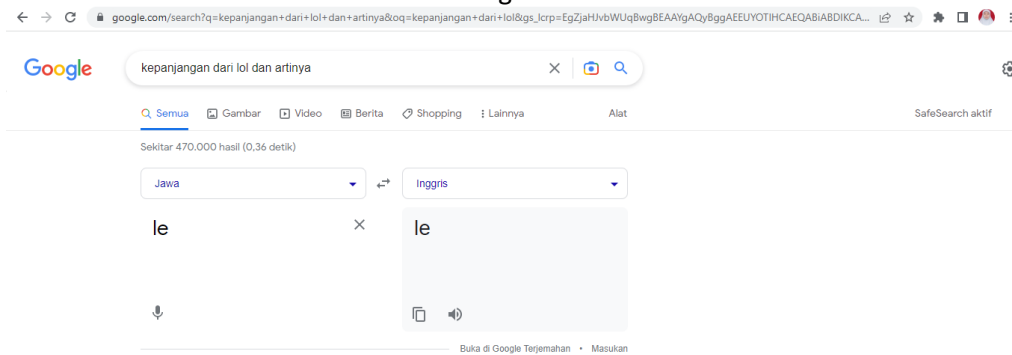 google.com/search?q=kepanjangan+dari+lol+dan+artinya&oq=kepanjangan+dari+lol&gs_lcrp=EgZjaHJvbWUqBwgBEAAYgAQyBggAEEUYOTIHCAEQABiABDIKCA...
Google
kepanjangan dari lol dan artinya
Semua Gambar Video Berita Shopping Lainnya Alat SafeSearch aktif
Sekitar 470.000 hasil (0,36 detik)
Jawa Inggris
le le
Buka di Google Terjemahan • Masukan